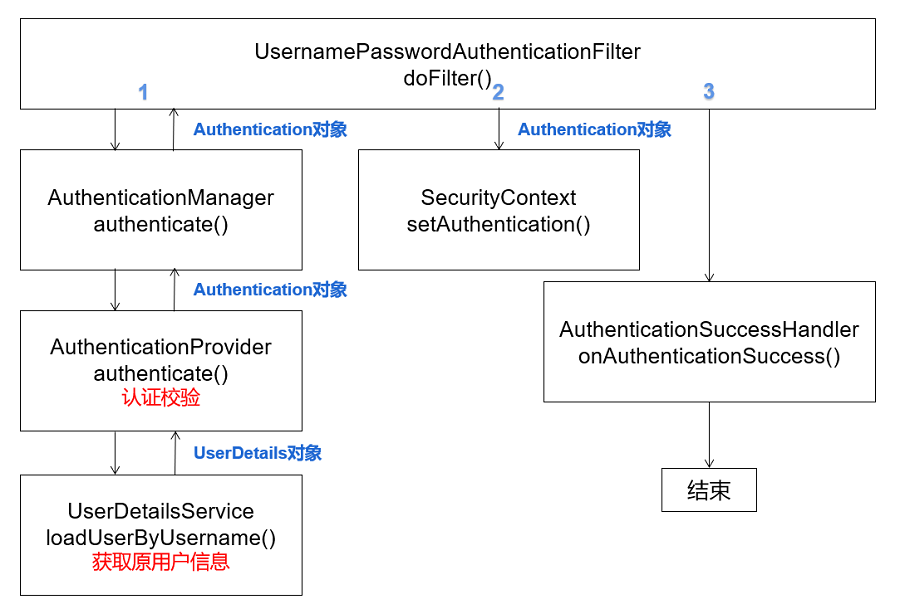 UsernamePasswordAuthenticationFilter
doFilter()
1
2
3
Authentication对象
Authentication对象
AuthenticationManager
authenticate()
SecurityContext
setAuthentication()
Authentication对象
AuthenticationProvider
authenticate()
认证校验
AuthenticationSuccessHandler
onAuthenticationSuccess()
UserDetails对象
UserDetailsService
loadUserByUsername()
获取原用户信息
结束